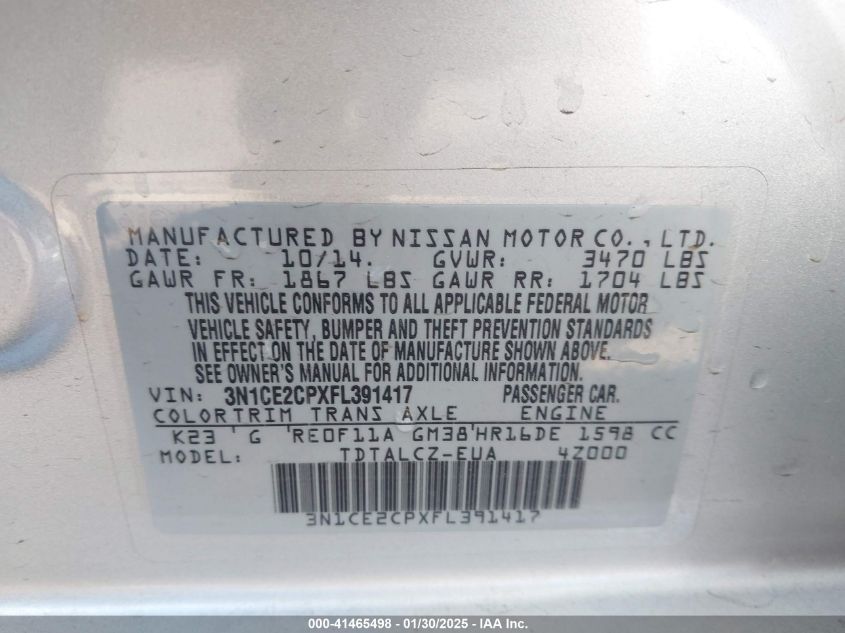 MANUFACTURED BY NISSAN MOTOR CO., LTD.
DATE: 10/14. GVWR: 3470 LBS
GAWR FR: 1867 LBS GAWR RR: 1704 LBS
THIS VEHICLE CONFORMS TO ALL APPLICABLE FEDERAL MOTOR
VEHICLE SAFETY, BUMPER AND THEFT PREVENTION STANDARDS
IN EFFECT ON THE DATE OF MANUFACTURE SHOWN ABOVE.
SEE OWNER'S MANUAL FOR ADDITIONAL INFORMATION.
VIN: 3N1CE2CPXFL391417 PASSENGER CAR.
COLOR TRIM TRANS AXLE ENGINE
K23 G RE0F11A GM38 HR16DE 1598 CC
MODEL: TDTALCZ-EUA 4Z000
3N1CE2CPXFL391417
000-41465498 - 01/30/2025 - IAA Inc.